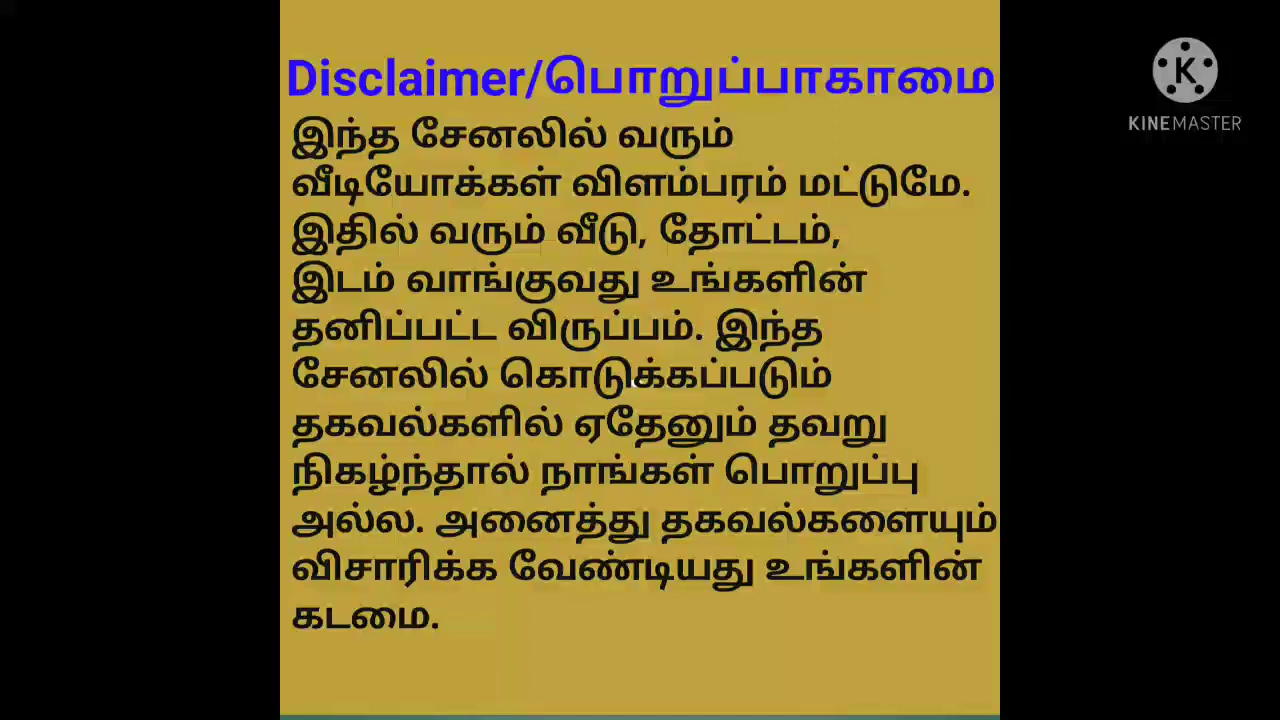 Disclaimer/பொறுப்பாகாமை
இந்த சேனலில் வரும்
வீடியோக்கள் விளம்பரம் மட்டுமே.
இதில் வரும் வீடு, தோட்டம்,
இடம் வாங்குவது உங்களின்
தனிப்பட்ட விருப்பம். இந்த
சேனலில் கொடுக்கப்படும்
தகவல்களில் ஏதேனும் தவறு
நிகழ்ந்தால் நாங்கள் பொறுப்பு
அல்ல. அனைத்து தகவல்களையும்
விசாரிக்க வேண்டியது உங்களின்
கடமை.
K
KINEMASTER